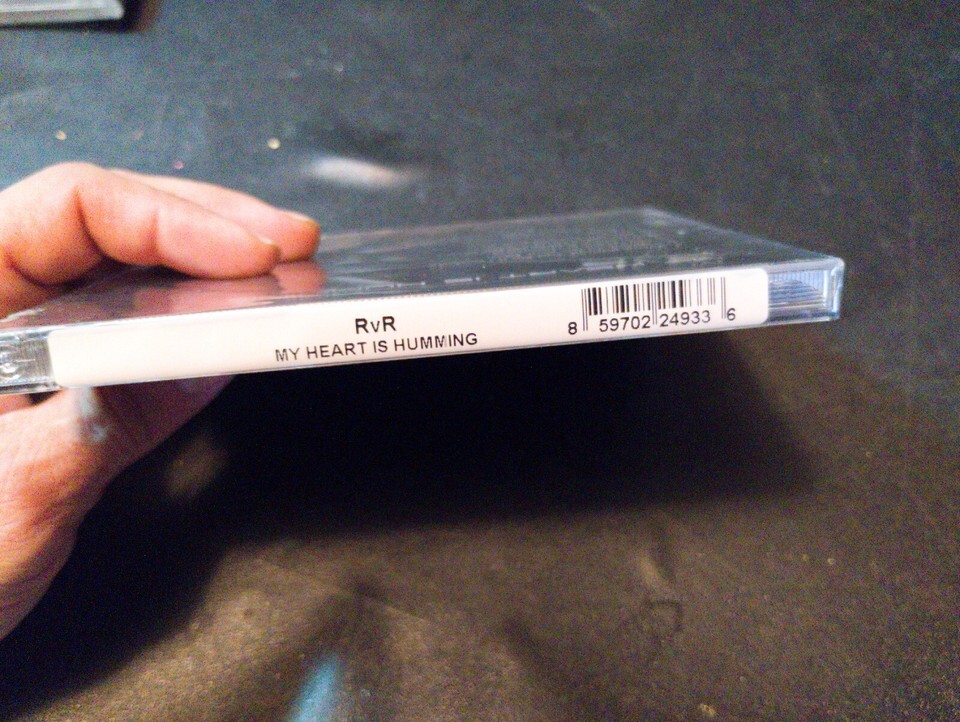 RvR
MY HEART IS HUMMING
8 59702 24933 6